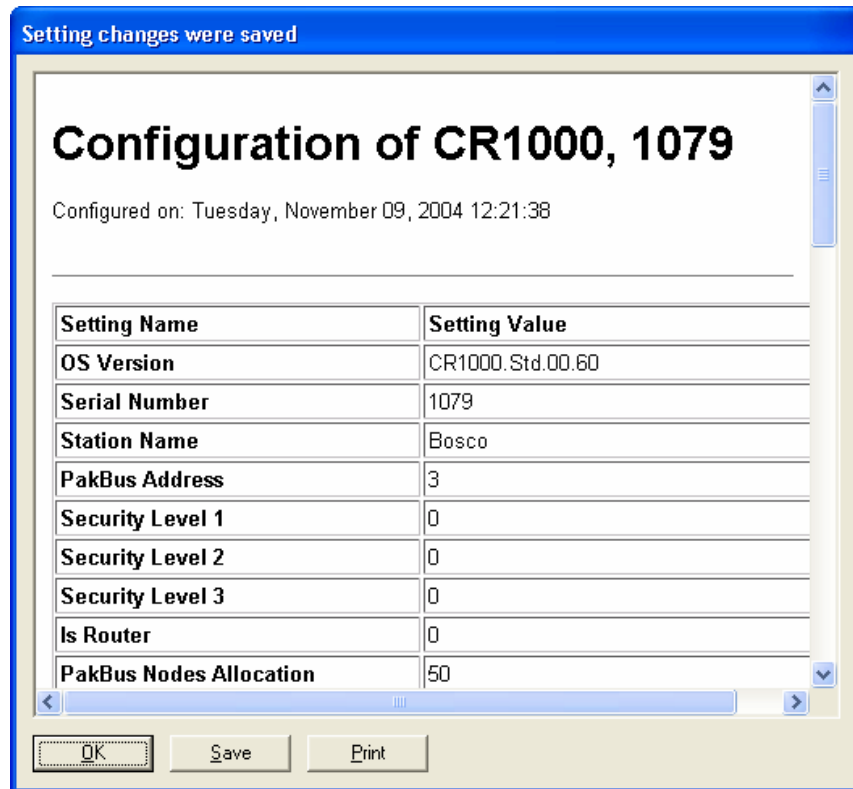 Setting changes were saved
Configuration of CR1000, 1079
Configured on: Tuesday, November 09, 2004 12:21:38
Setting Name Setting Value
OS Version CR1000.Std.00.60
Serial Number 1079
Station Name Bosco
PakBus Address 3
Security Level 1 0
Security Level 2 0
Security Level 3 0
Is Router 0
PakBus Nodes Allocation 50
OK Save Print